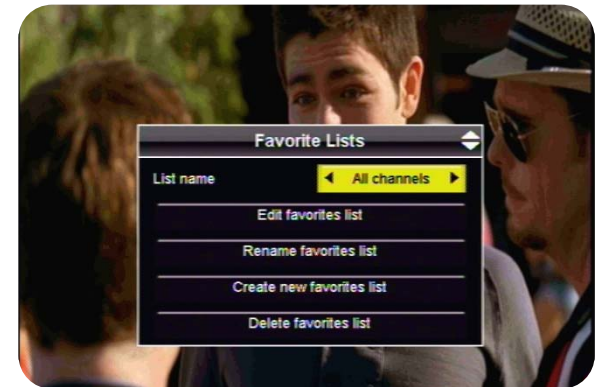 Favorite Lists
List name All channels
Edit favorites list
Rename favorites list
Create new favorites list
Delete favorites list